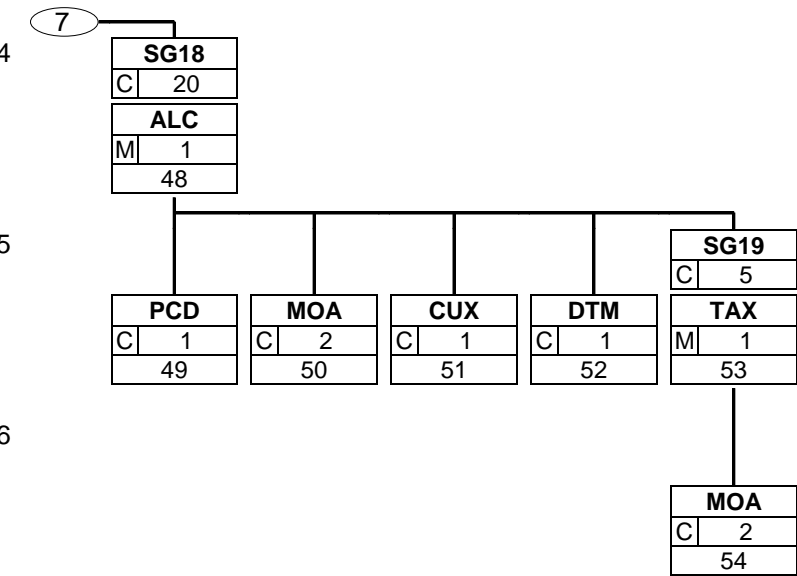 7
4
SG18
C 20
ALC
M 1
48
5
SG19
C 5
PCD MOA CUX DTM TAX
C 1 C 2 C 1 C 1 M 1
49 50 51 52 53
6
MOA
C 2
54